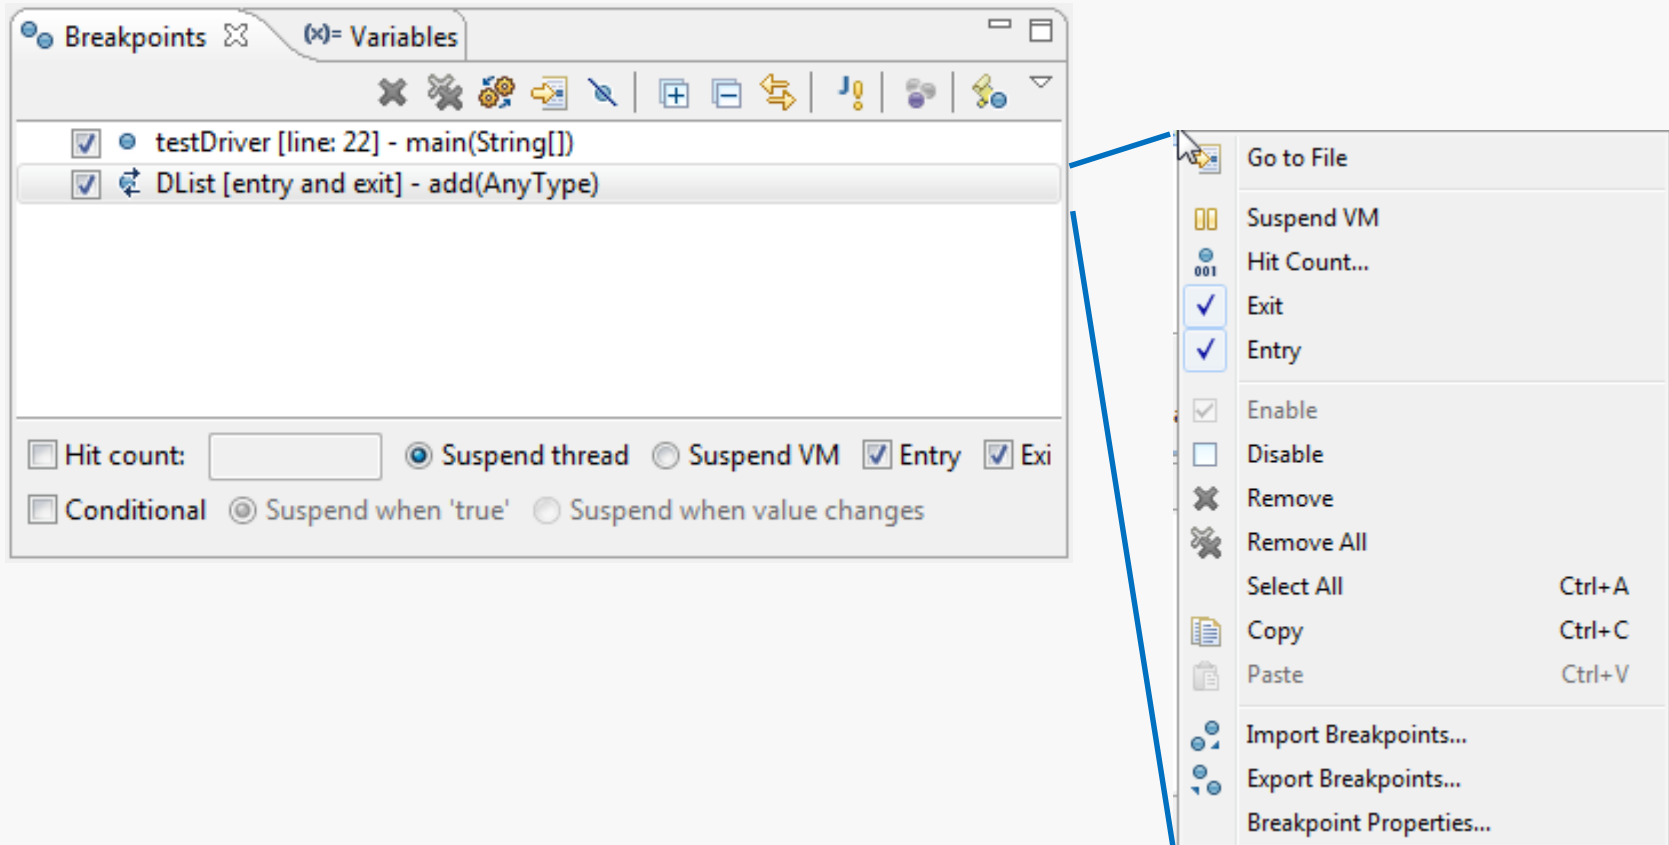 Breakpoints (x)= Variables
testDriver [line: 22] - main(String[])
DList [entry and exit] - add(AnyType)
Hit count: Suspend thread Suspend VM Entry Exi
Conditional Suspend when 'true' Suspend when value changes
Go to File
Suspend VM
001 Hit Count...
Exit
Entry
Enable
Disable
Remove
Remove All
Select All Ctrl+A
Copy Ctrl+C
Paste Ctrl+V
Import Breakpoints...
Export Breakpoints...
Breakpoint Properties...